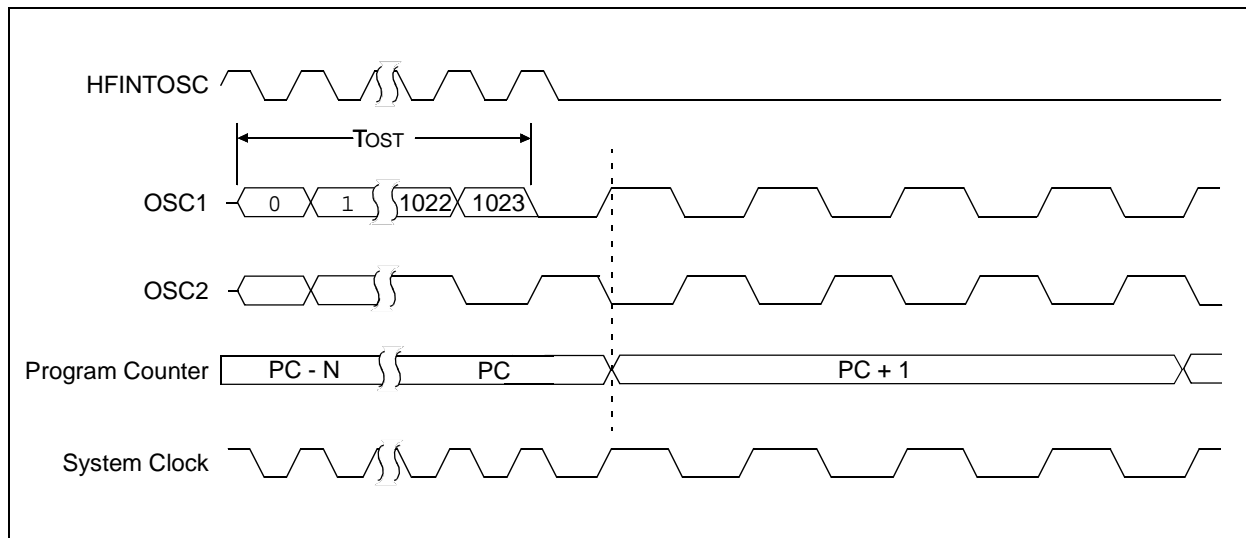 HFINTOSC
TOST
OSC1 0 1 1022 1023
OSC2
Program Counter PC - N PC PC + 1
System Clock